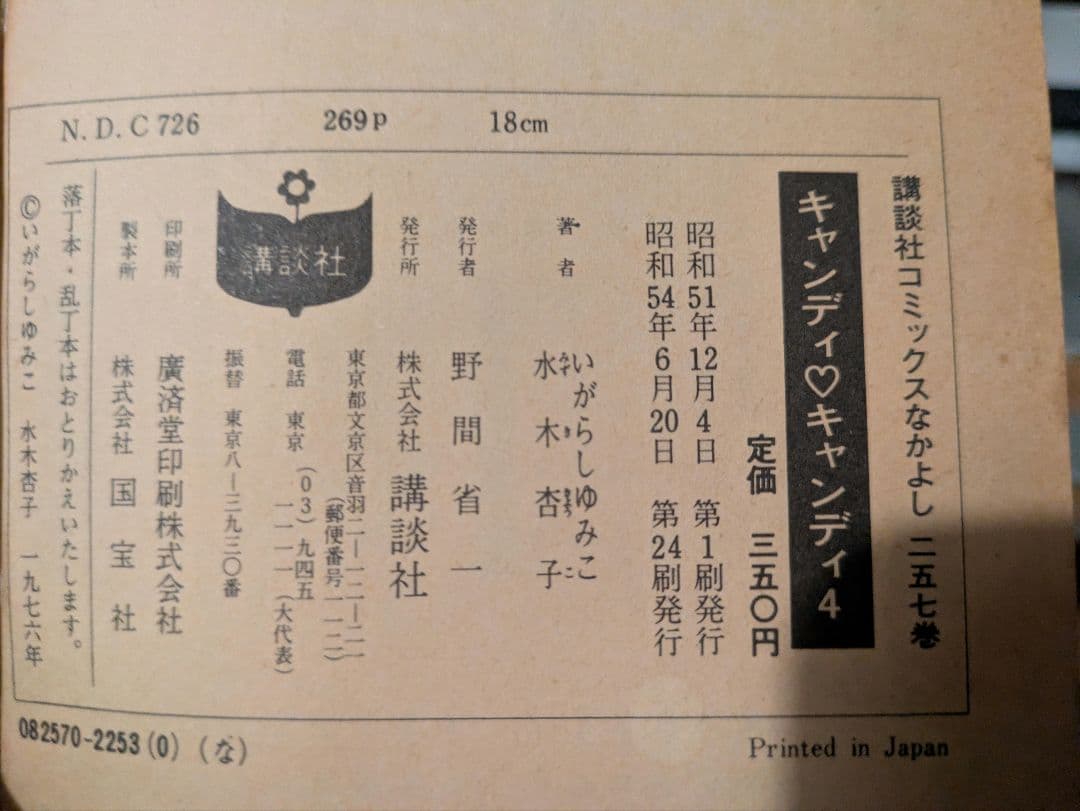 N.D.C 726 269p 18cm
講談社コミックスなかよし 二五七巻
キャンディ♡キャンディ4
定価 三五〇円
昭和51年12月4日 第1刷発行
昭和54年6月20日 第24刷発行
著者 いがらしゆみこ
水木杏子
みずききょうこ
発行者 野間省一
発行所 株式会社 講談社
東京都文京区音羽二ー一二ー二一
(郵便番号一一二)
電話 東京(03)九四五
一一一一(大代表)
振替 東京八ー三九三〇番
講談社
印刷所 廣済堂印刷株式会社
製本所 株式会社 国宝社
落丁本・乱丁本はおとりかえいたします。
©いがらしゆみこ 水木杏子 一九七六年
082570-2253(0) (な)
Printed in Japan